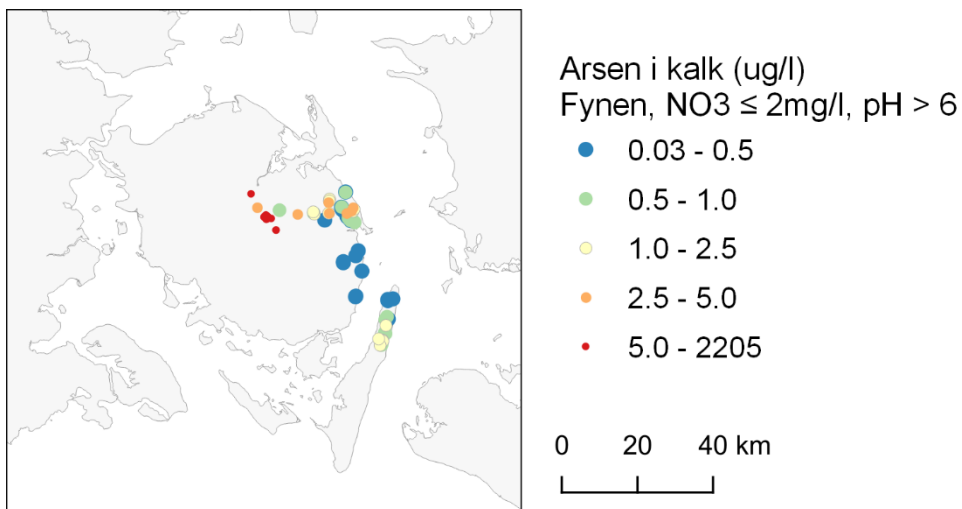 Arsen i kalk (ug/l)
Fynen, NO3 ≤ 2mg/l, pH > 6
0.03 - 0.5
0.5 - 1.0
1.0 - 2.5
2.5 - 5.0
5.0 - 2205
0 20 40 km